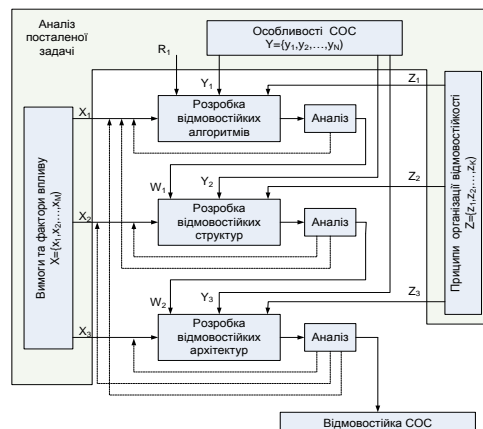 Аналіз
посталеної
задачі
Особливості СОС
Y={y1,y2,…,yN}
R1
Y1
Z1
X1
Розробка
відмовостійких
алгоритмів
Аналіз
Вимоги та фактори впливу
X={x1,x2,…,xM}
Приципи організації відмовостійкості
Z={z1,z2,…,zK}
W1
Y2
Z2
X2
Розробка
відмовостійких
структур
Аналіз
W2
Y3
Z3
X3
Розробка
відмовостійких
архітектур
Аналіз
Відмовостійка СОС